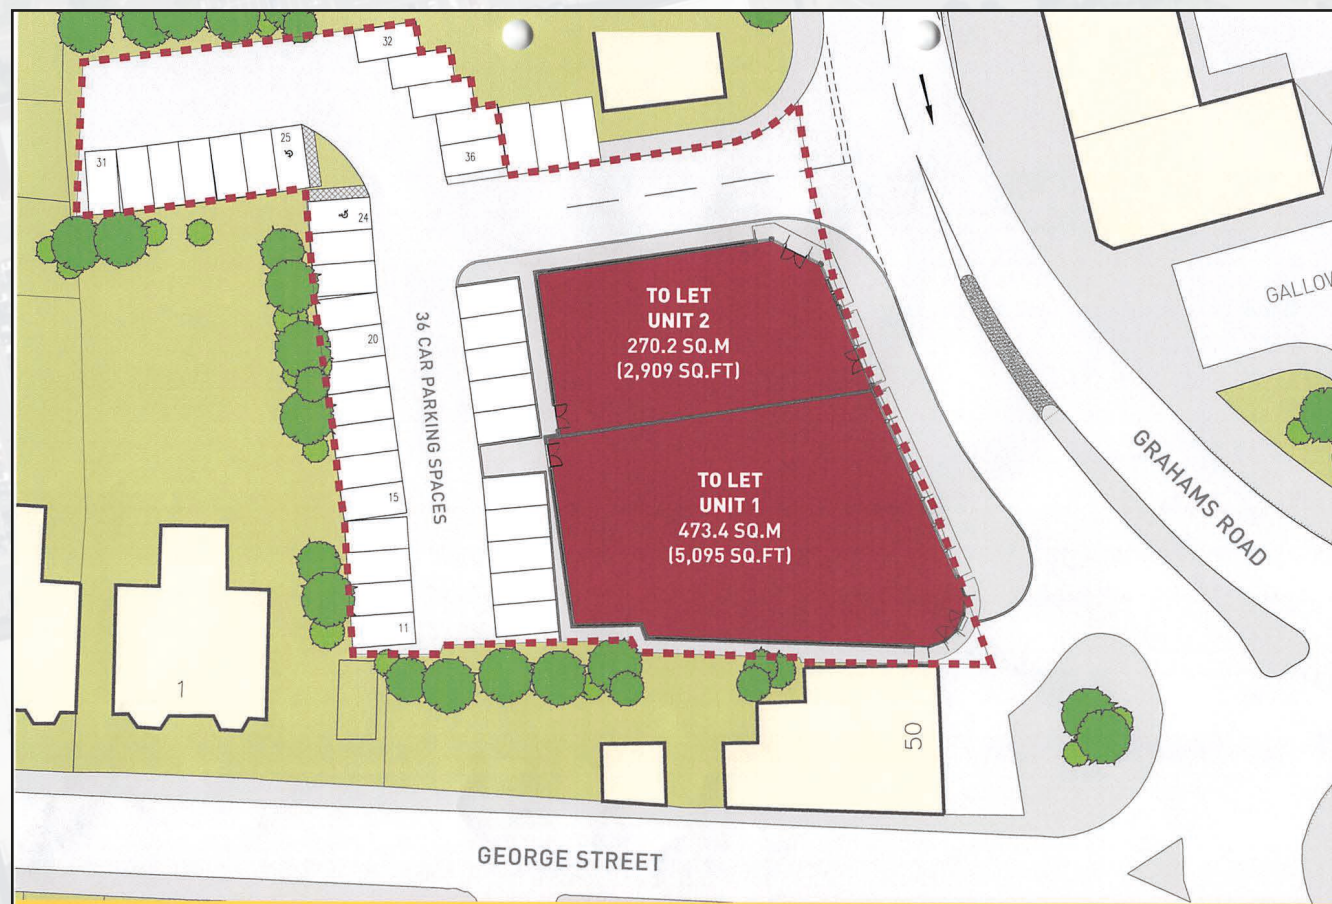 32
25
31
36
24
TO LET
UNIT 2
270.2 SQ.M
(2,909 SQ.FT)
36 CAR PARKING SPACES
20
15
11
TO LET
UNIT 1
473.4 SQ.M
(5,095 SQ.FT)
GRAHAMS ROAD
1
50
GEORGE STREET